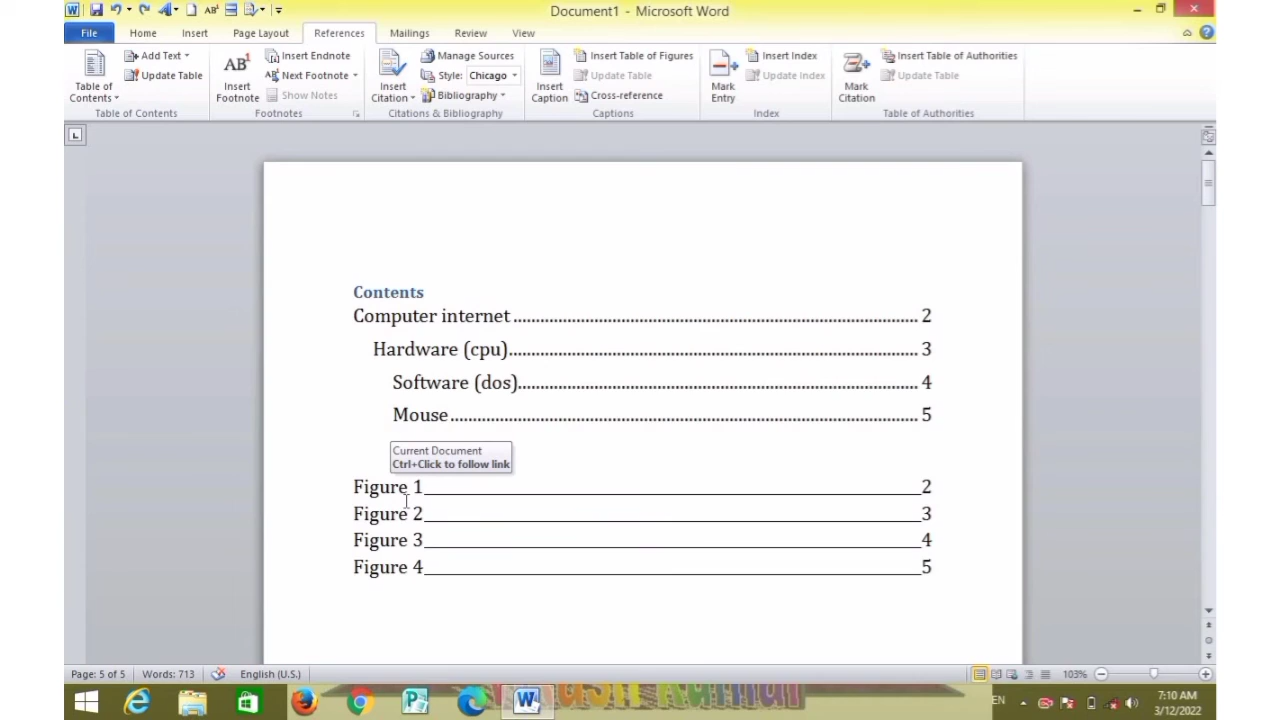 Document1 - Microsoft Word
File Home Insert Page Layout References Mailings Review View
Table of Contents
Add Text
Update Table
Table of Contents
AB¹
Insert Footnote
Insert Endnote
Next Footnote
Show Notes
Footnotes
Insert Citation
Manage Sources
Style: Chicago
Bibliography
Citations & Bibliography
Insert Caption
Insert Table of Figures
Update Table
Cross-reference
Captions
Mark Entry
Insert Index
Update Index
Index
Mark Citation
Insert Table of Authorities
Update Table
Table of Authorities
Contents
Computer internet 2
Hardware (cpu) 3
Software (dos) 4
Mouse 5
Current Document
Ctrl+Click to follow link
Figure 1 2
Figure 2 3
Figure 3 4
Figure 4 5
Page: 5 of 5 Words: 713 English (U.S.) 103%
EN 7:10 AM
3/12/2022